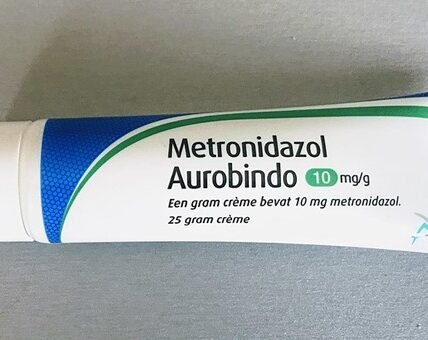 Metronidazol
Aurobindo 10 mg/g
Een gram crème bevat 10 mg metronidazol.
25 gram crème